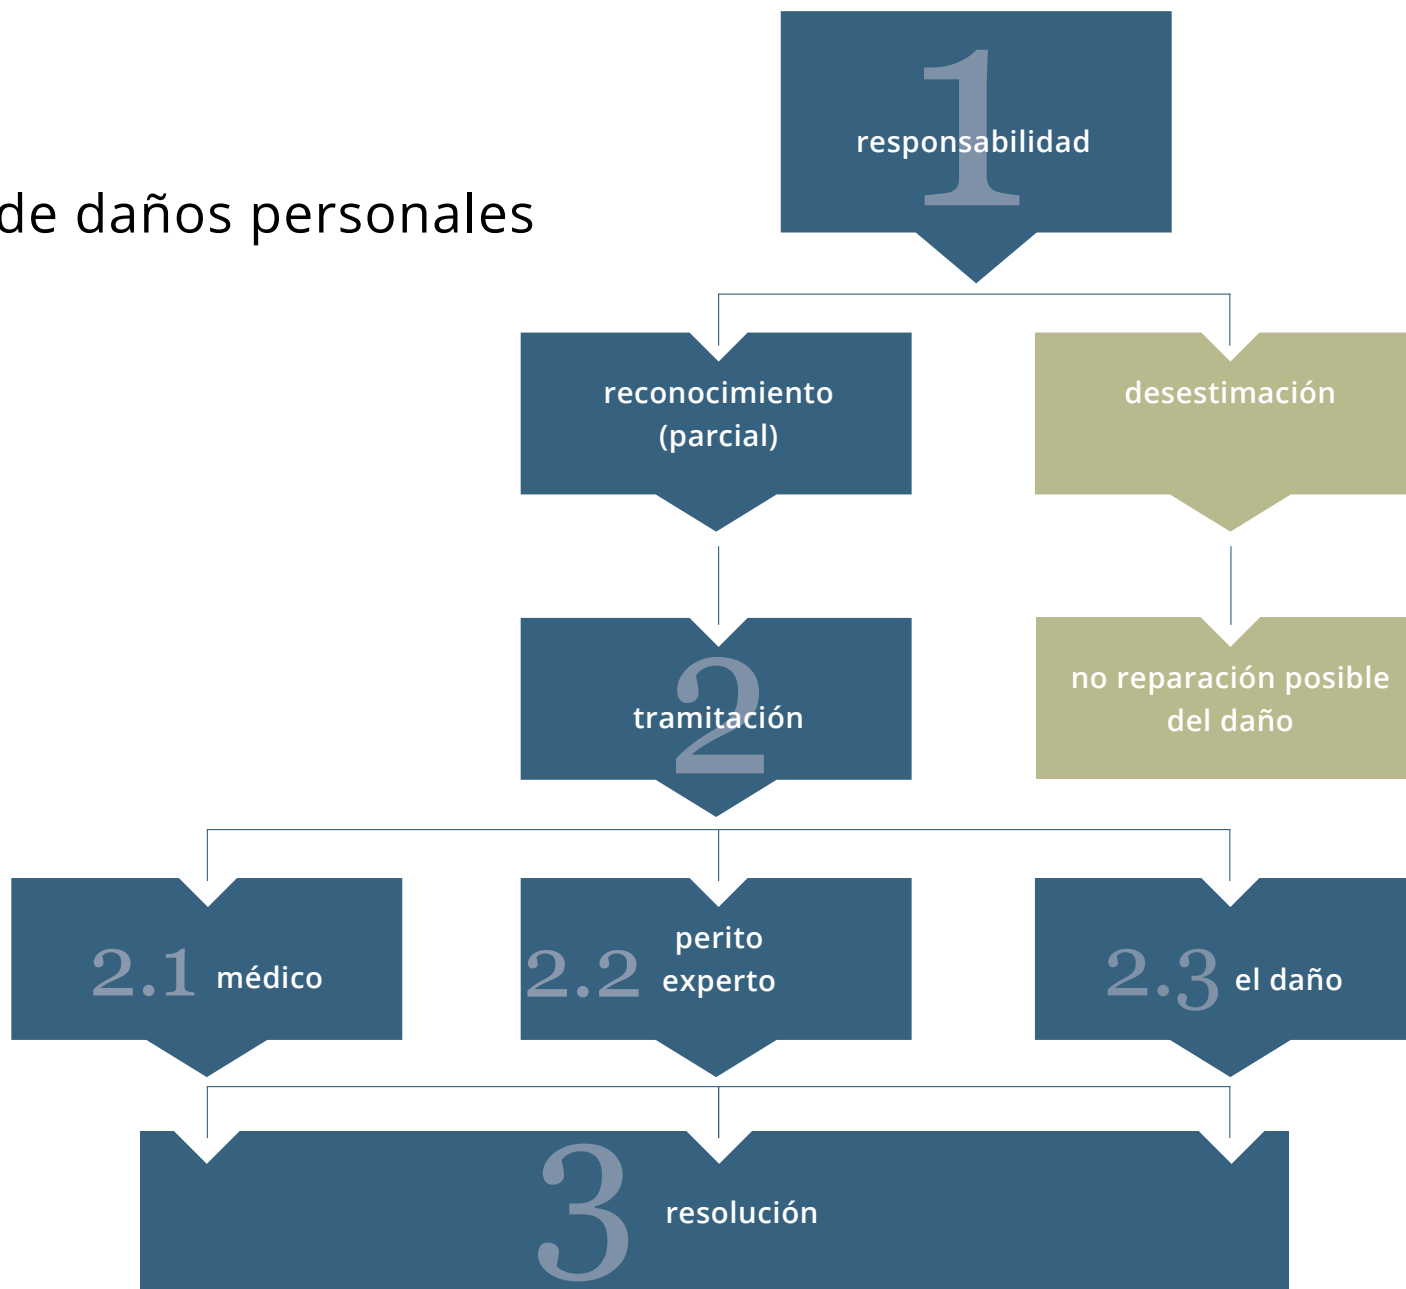 1
responsabilidad
de daños personales
reconocimiento
(parcial)
desestimación
2
tramitación
no reparación posible
del daño
2.1 médico
2.2 perito
experto
2.3 el daño
3 resolución